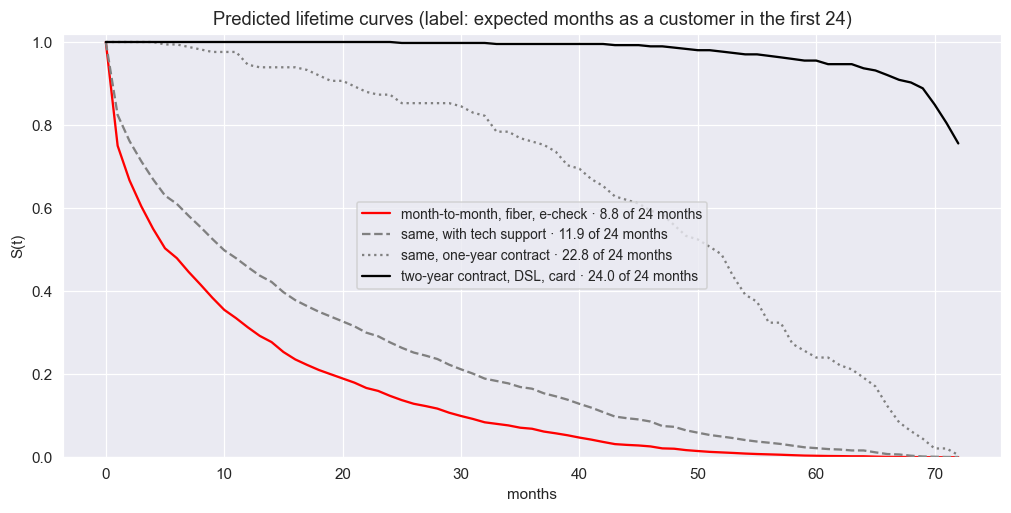 Predicted lifetime curves (label: expected months as a customer in the first 24)
S(t)
1.0
0.8
0.6
0.4
0.2
0.0
month-to-month, fiber, e-check · 8.8 of 24 months
same, with tech support · 11.9 of 24 months
same, one-year contract · 22.8 of 24 months
two-year contract, DSL, card · 24.0 of 24 months
0 10 20 30 40 50 60 70
months